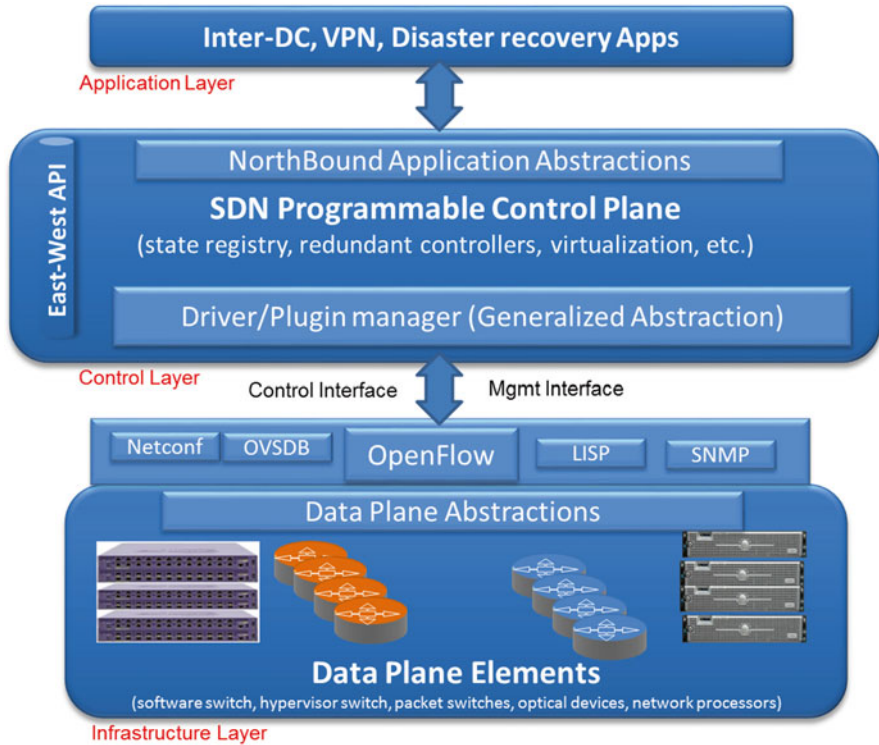 Inter-DC, VPN, Disaster recovery Apps
Application Layer
East-West API
NorthBound Application Abstractions
SDN Programmable Control Plane
(state registry, redundant controllers, virtualization, etc.)
Driver/Plugin manager (Generalized Abstraction)
Control Layer
Control Interface
Mgmt Interface
Netconf
OVSDB
OpenFlow
LISP
SNMP
Data Plane Abstractions
Data Plane Elements
(software switch, hypervisor switch, packet switches, optical devices, network processors)
Infrastructure Layer